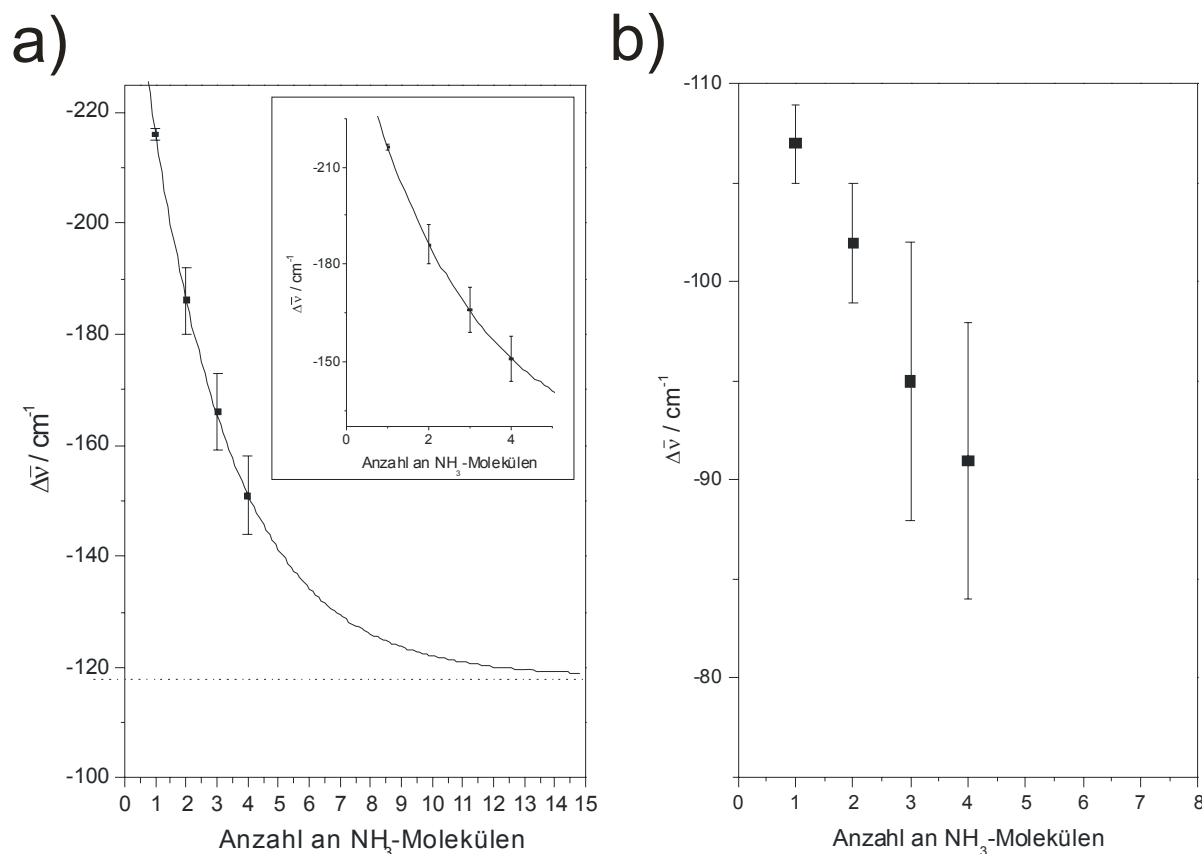 a)
-220
-200
-180
-160
-140
-120
-100
Δν̄ / cm⁻¹
0 1 2 3 4 5 6 7 8 9 10 11 12 13 14 15
Anzahl an NH₃-Molekülen
-210
-180
-150
Δν̄ / cm⁻¹
0 2 4
Anzahl an NH₃-Molekülen
b)
-110
-100
-90
-80
Δν̄ / cm⁻¹
0 1 2 3 4 5 6 7 8
Anzahl an NH₃-Molekülen